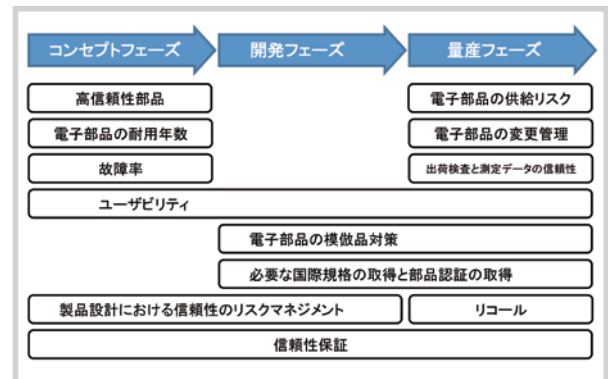 コンセプトフェーズ
開発フェーズ
量産フェーズ
高信頼性部品
電子部品の供給リスク
電子部品の耐用年数
電子部品の変更管理
故障率
出荷検査と測定データの信頼性
ユーザビリティ
電子部品の模倣品対策
必要な国際規格の取得と部品認証の取得
製品設計における信頼性のリスクマネジメント
リコール
信頼性保証